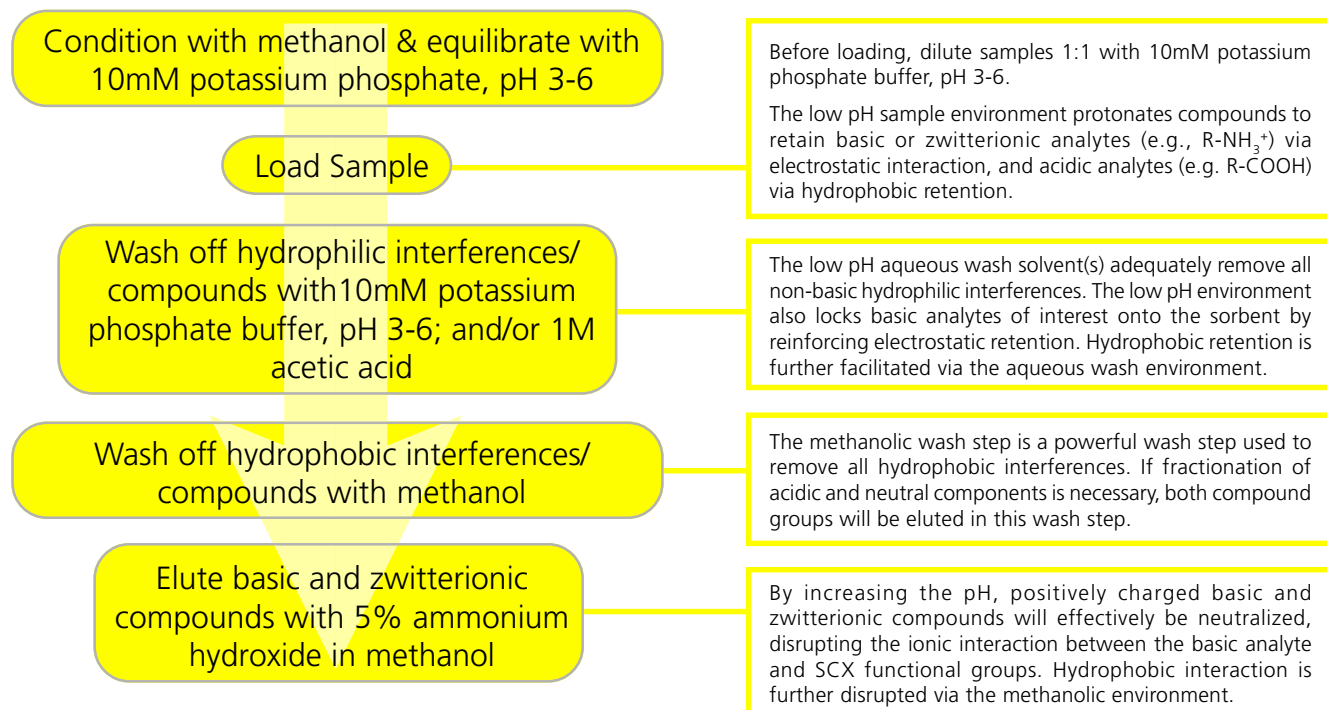 Condition with methanol & equilibrate with
10mM potassium phosphate, pH 3-6
Before loading, dilute samples 1:1 with 10mM potassium
phosphate buffer, pH 3-6.
The low pH sample environment protonates compounds to
retain basic or zwitterionic analytes (e.g., R-NH₃⁺) via
electrostatic interaction, and acidic analytes (e.g. R-COOH)
via hydrophobic retention.
Load Sample
Wash off hydrophilic interferences/
compounds with10mM potassium
phosphate buffer, pH 3-6; and/or 1M
acetic acid
The low pH aqueous wash solvent(s) adequately remove all
non-basic hydrophilic interferences. The low pH environment
also locks basic analytes of interest onto the sorbent by
reinforcing electrostatic retention. Hydrophobic retention is
further facilitated via the aqueous wash environment.
Wash off hydrophobic interferences/
compounds with methanol
The methanolic wash step is a powerful wash step used to
remove all hydrophobic interferences. If fractionation of
acidic and neutral components is necessary, both compound
groups will be eluted in this wash step.
Elute basic and zwitterionic
compounds with 5% ammonium
hydroxide in methanol
By increasing the pH, positively charged basic and
zwitterionic compounds will effectively be neutralized,
disrupting the ionic interaction between the basic analyte
and SCX functional groups. Hydrophobic interaction is
further disrupted via the methanolic environment.